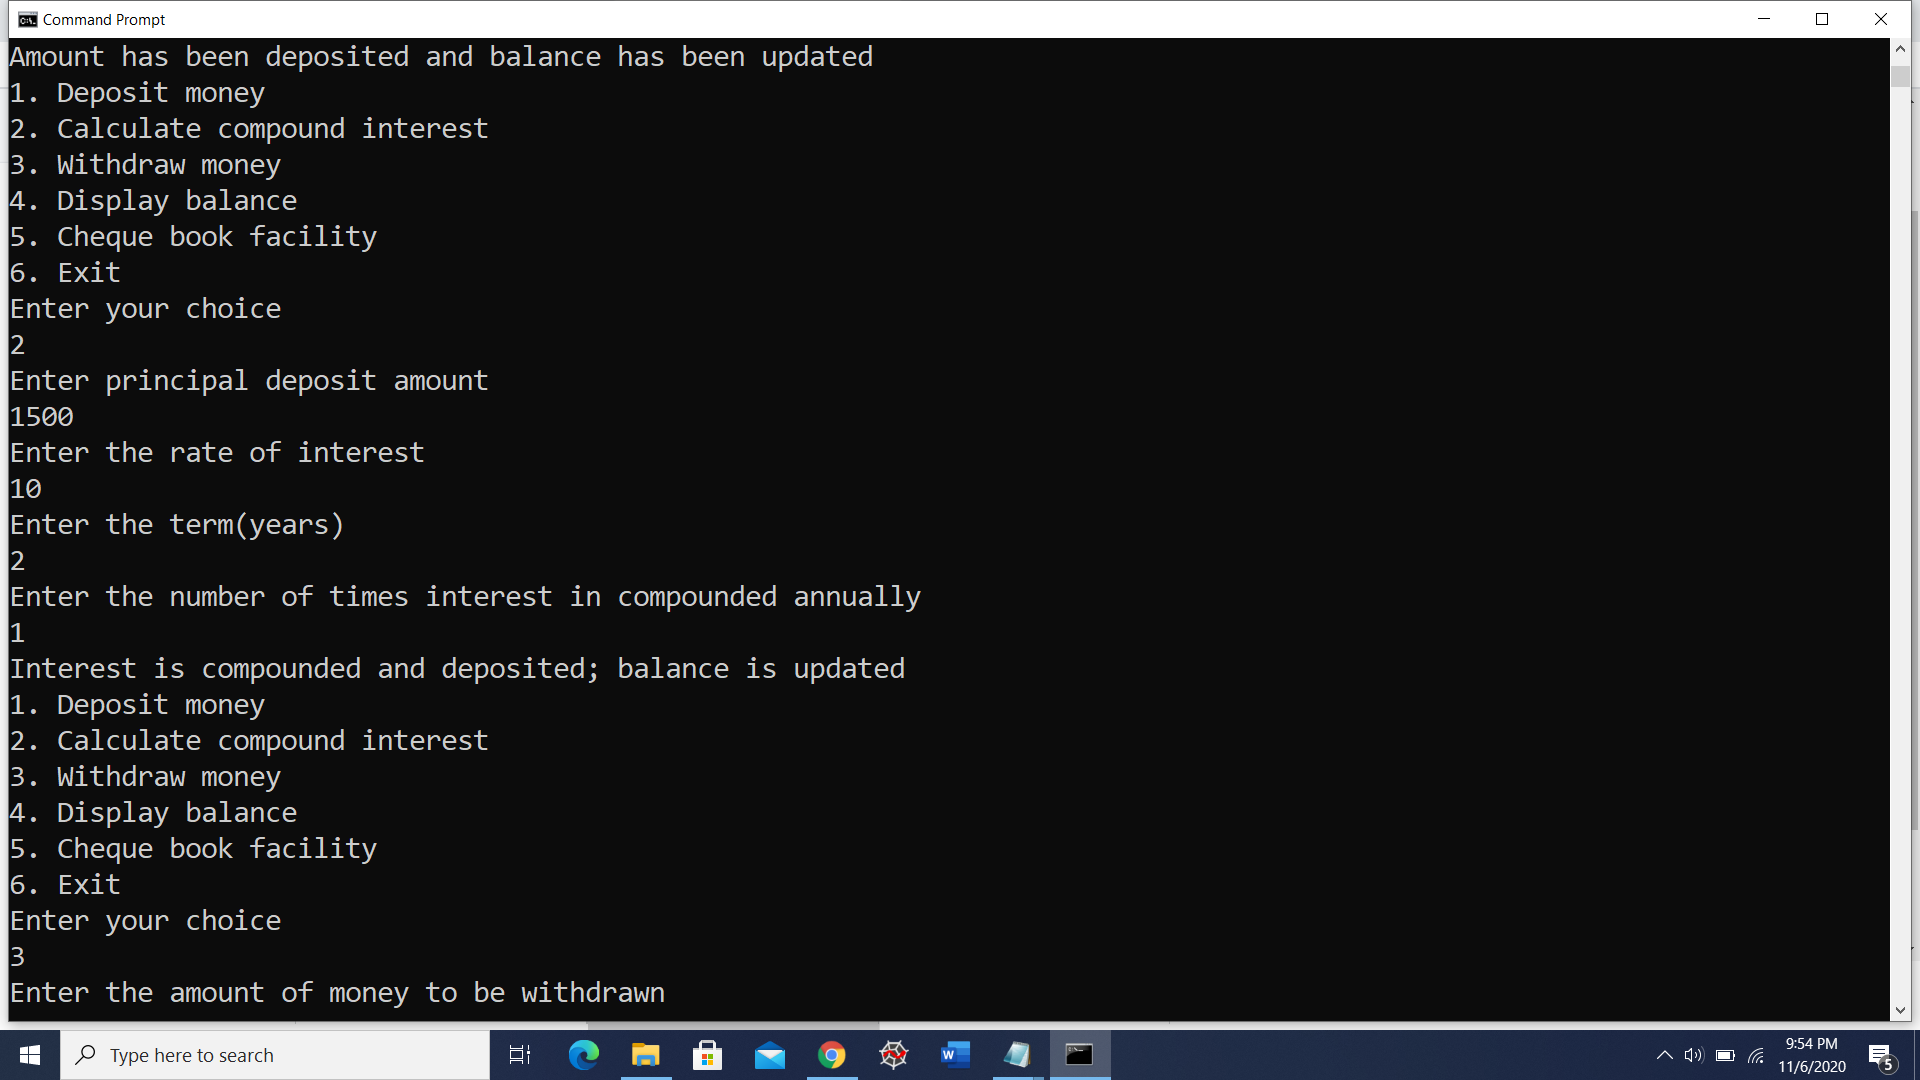 Command Prompt
Amount has been deposited and balance has been updated
1. Deposit money
2. Calculate compound interest
3. Withdraw money
4. Display balance
5. Cheque book facility
6. Exit
Enter your choice
2
Enter principal deposit amount
1500
Enter the rate of interest
10
Enter the term(years)
2
Enter the number of times interest in compounded annually
1
Interest is compounded and deposited; balance is updated
1. Deposit money
2. Calculate compound interest
3. Withdraw money
4. Display balance
5. Cheque book facility
6. Exit
Enter your choice
3
Enter the amount of money to be withdrawn
Type here to search
9:54 PM
11/6/2020
5